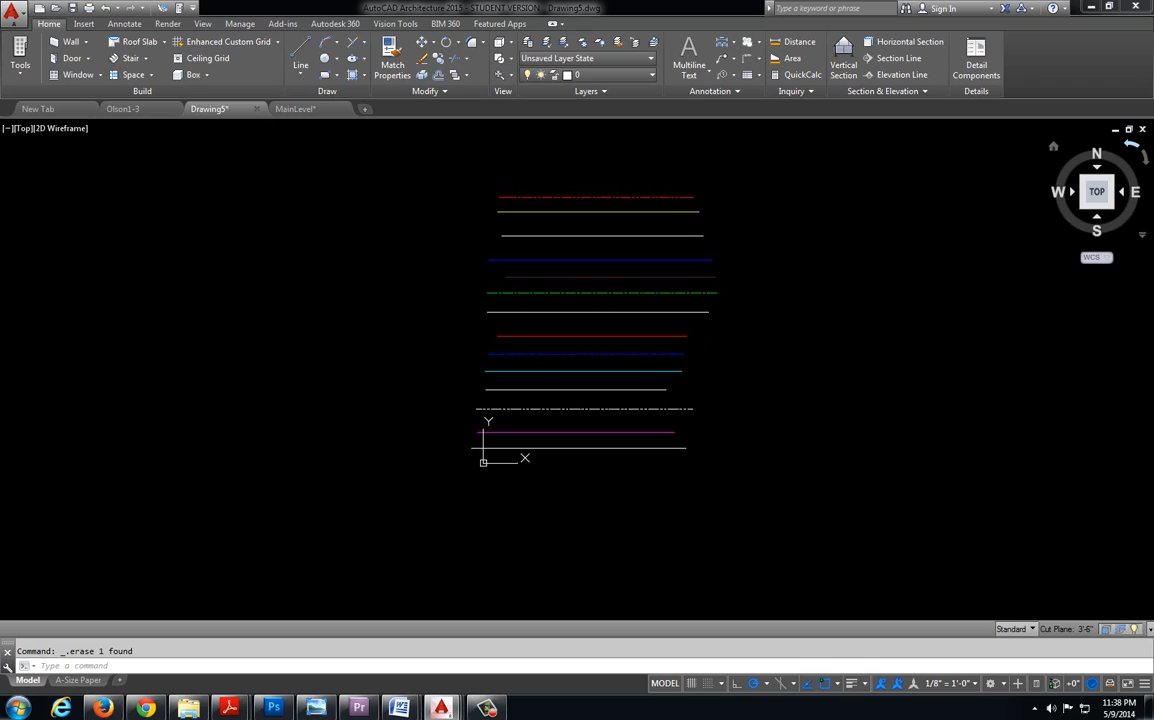 AutoCAD Architecture 2015 - STUDENT VERSION Drawing5.dwg
Type a keyword or phrase
Sign In
Home Insert Annotate Render View Manage Add-ins Autodesk 360 Vision Tools BIM 360 Featured Apps
Tools
Wall
Door
Window
Roof Slab
Stair
Space
Enhanced Custom Grid
Ceiling Grid
Box
Build
Line
Draw
Match
Properties
Modify
View
Unsaved Layer State
0
Layers
Multiline
Text
Annotation
Distance
Area
QuickCalc
Inquiry
Vertical
Section
Horizontal Section
Section Line
Elevation Line
Section & Elevation
Detail
Components
Details
New Tab Olson1-3 Drawing5* MainLevel*
[−][Top][2D Wireframe]
N
W TOP E
S
WCS
Y
X
Standard Cut Plane: 3'-6"
Command: _.erase 1 found
Type a command
Model A-Size Paper
MODEL 1/8" = 1'-0" +0"
Ps Pr
11:38 PM
5/9/2014